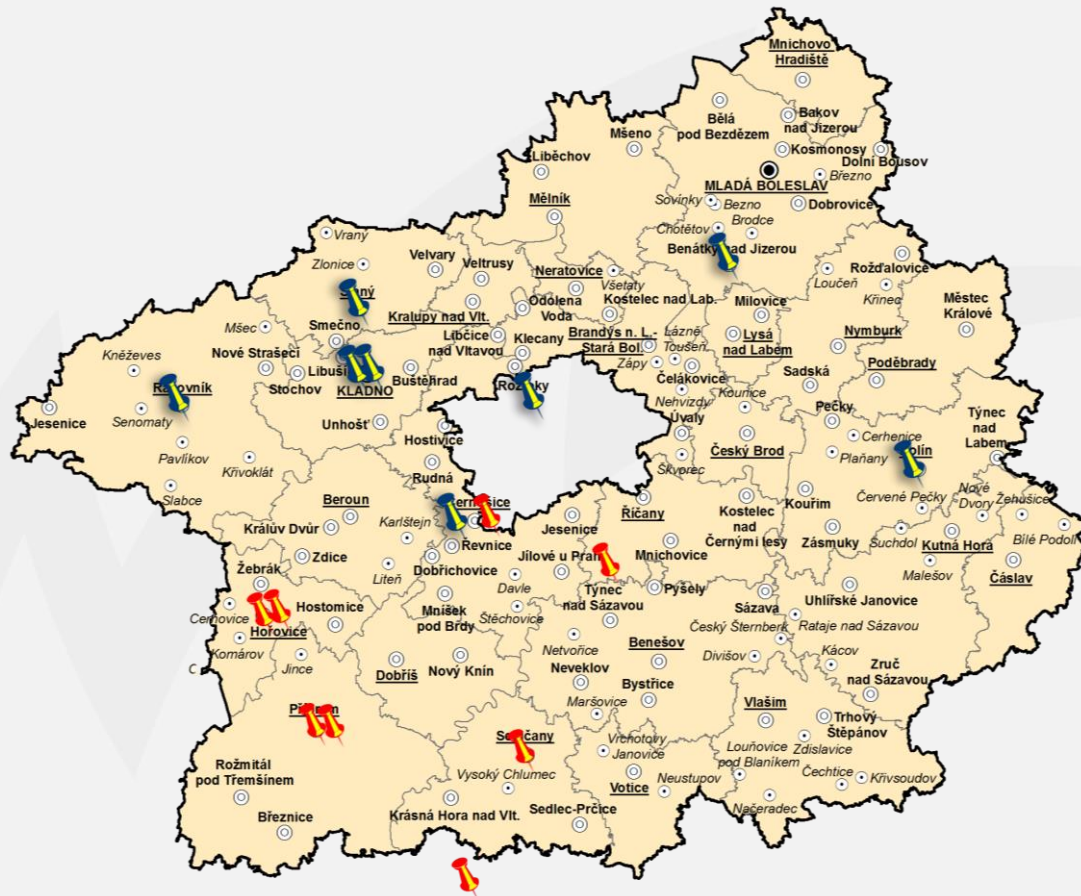 Mnichovo
Hradiště
Bělá
pod Bezdězem
Bakov
nad Jizerou
Mšeno
Kosmonosy
Dolní Bousov
Liběchov
Březno
MLADÁ BOLESLAV
Mělník
Sovinky
Bezno
Dobrovice
Brodce
Chotětov
Vraný
Benátky nad Jizerou
Zlonice
Velvary
Veltrusy
Neratovice
Všetaty
Loučeň
Rožďalovice
Křinec
Kostelec nad Lab.
Odolena
Voda
Milovice
Městec
Králové
Kralupy nad Vlt.
Mšec
Smečno
Libčice
nad Vltavou
Brandýs n. L.-
Stará Bol.
Lázně
Toušeň
Lysá
nad Labem
Nymburk
Kněževes
Nové Strašecí
Klecany
Zápy
Poděbrady
Libušín
Stochov
KLADNO
Buštěhrad
Čelákovice
Sadská
Nehvizdy
Kounice
Senomaty
Jesenice
Unhošť
Hostivice
Úvaly
Pečky
Týnec
nad
Labem
Cerhenice
Pavlíkov
Křivoklát
Škvorec
Český Brod
Plaňany
Rudná
Slabce
Beroun
Kouřim
Červené Pečky
Nové
Dvory
Žehušice
Králův Dvůr
Karlštejn
Jesenice
Říčany
Kostelec
nad
Černými lesy
Zdice
Řevnice
Mnichovice
Zásmuky
Suchdol
Kutná Hora
Bílé Podolí
Žebrák
Liteň
Dobřichovice
Jílové u Prahy
Malešov
Čáslav
Davle
Týnec
nad Sázavou
Pyšely
Hostomice
Mníšek
pod Brdy
Štěchovice
Sázava
Uhlířské Janovice
Hořovice
Český Šternberk
Rataje nad Sázavou
Komárov
Netvořice
Benešov
Divišov
Kácov
Jince
Dobříš
Nový Knín
Neveklov
Zruč
nad Sázavou
Bystřice
Maršovice
Vlašim
Trhový
Štěpánov
Vrchotovy
Janovice
Louňovice
pod Blaníkem
Zdislavice
Rožmitál
pod Třemšínem
Vysoký Chlumec
Votice
Neustupov
Čechtice
Křivsoudov
Krásná Hora nad Vlt.
Sedlec-Prčice
Načeradec
Březnice